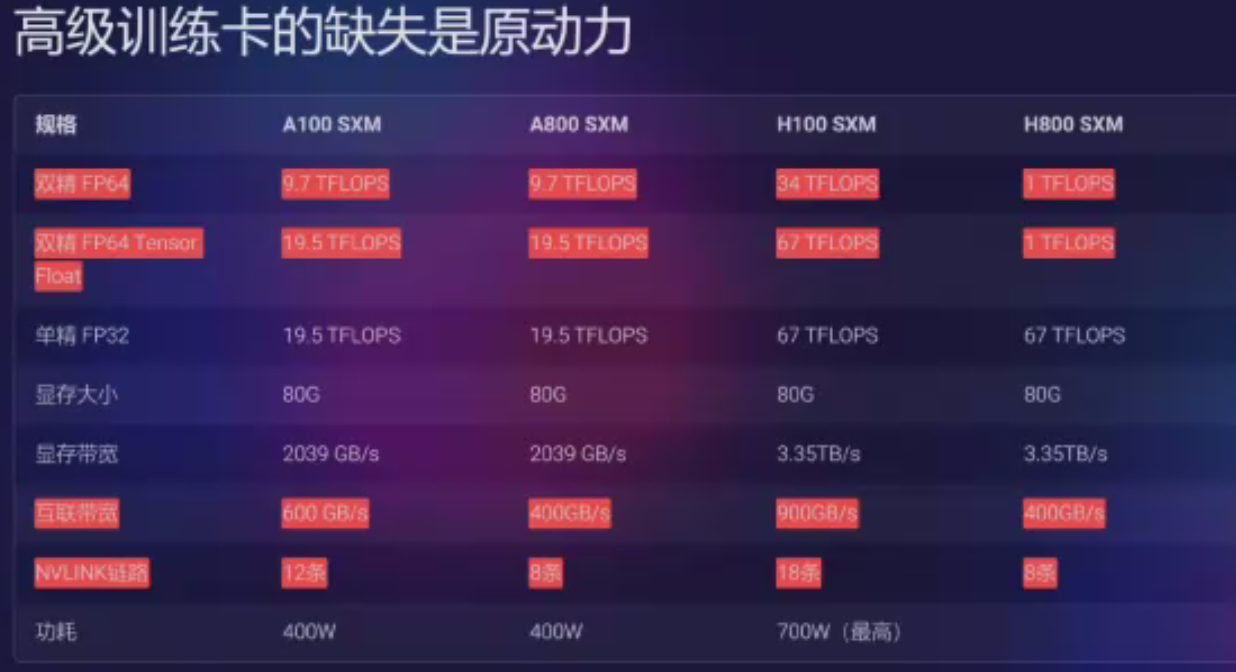 高级训练卡的缺失是原动力
规格 A100 SXM A800 SXM H100 SXM H800 SXM
双精 FP64 9.7 TFLOPS 9.7 TFLOPS 34 TFLOPS 1 TFLOPS
双精 FP64 Tensor 19.5 TFLOPS 19.5 TFLOPS 67 TFLOPS 1 TFLOPS
Float
单精 FP32 19.5 TFLOPS 19.5 TFLOPS 67 TFLOPS 67 TFLOPS
显存大小 80G 80G 80G 80G
显存带宽 2039 GB/s 2039 GB/s 3.35TB/s 3.35TB/s
互联带宽 600 GB/s 400GB/s 900GB/s 400GB/s
NVLINK链路 12条 8条 18条 8条
功耗 400W 400W 700W（最高）